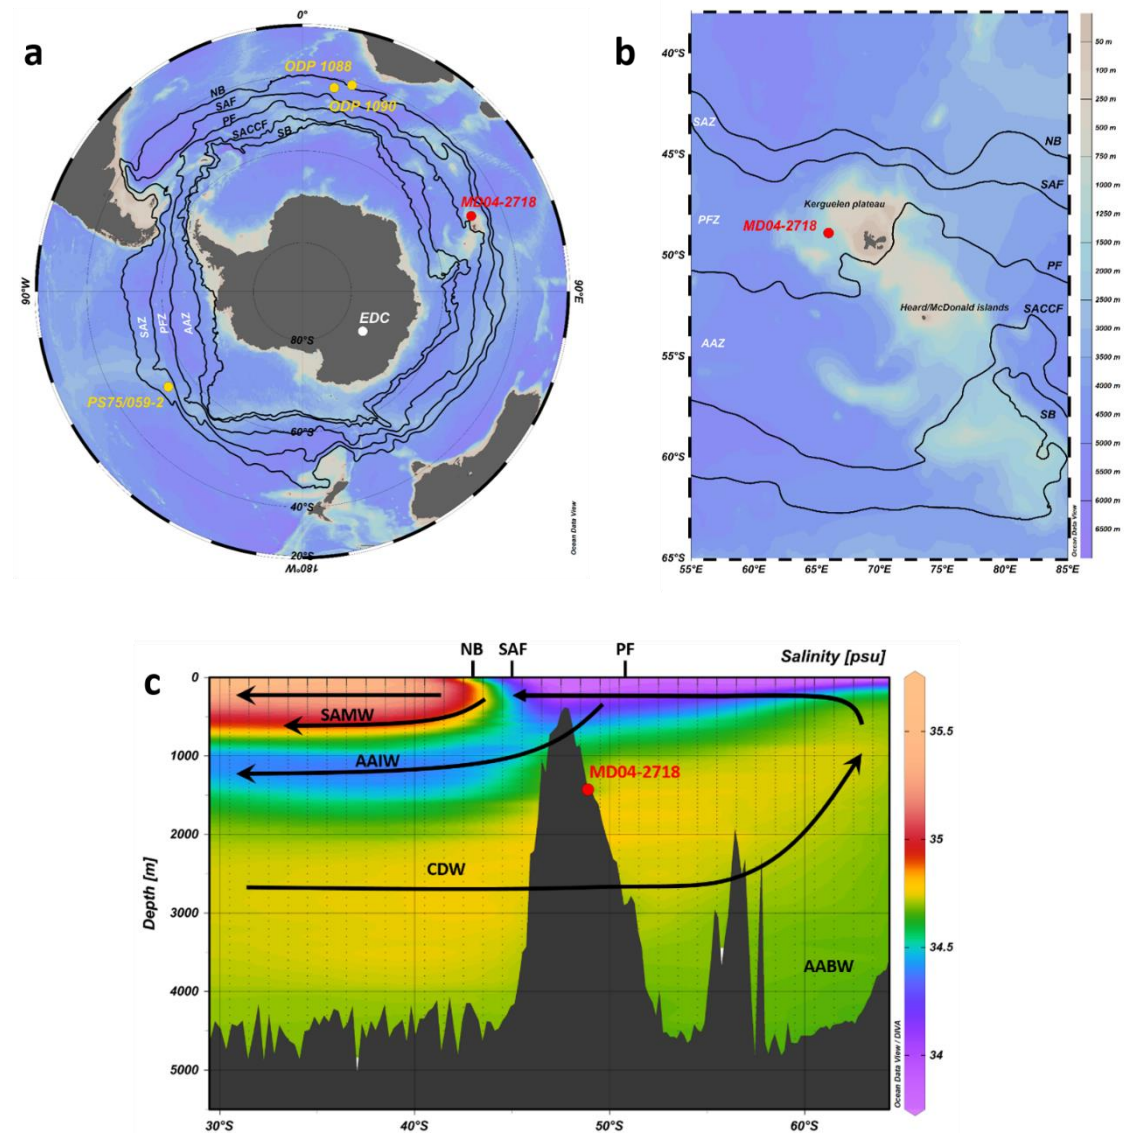 a
0°
ODP 1088
ODP 1090
NB
SAF
PF
SACCF
SB
MD04-2718
90°W
90°E
EDC
80°S
SAZ
PFZ
AAZ
PS75/059-2
60°S
40°S
20°S
180°W
Ocean Data View
b
40°S
45°S
50°S
55°S
60°S
65°S
SAZ
PFZ
AAZ
Kerguelen plateau
MD04-2718
Heard/McDonald islands
NB
SAF
PF
SACCF
SB
55°E
60°E
65°E
70°E
75°E
80°E
85°E
Ocean Data View
50 m
100 m
250 m
500 m
750 m
1000 m
1250 m
1500 m
2000 m
2500 m
3000 m
3500 m
4000 m
4500 m
5000 m
5500 m
6000 m
6500 m
c
NB
SAF
PF
Salinity [psu]
0
1000
2000
3000
4000
5000
Depth [m]
SAMW
AAIW
MD04-2718
CDW
AABW
30°S
40°S
50°S
60°S
Ocean Data View / DIVA
35.5
35
34.5
34